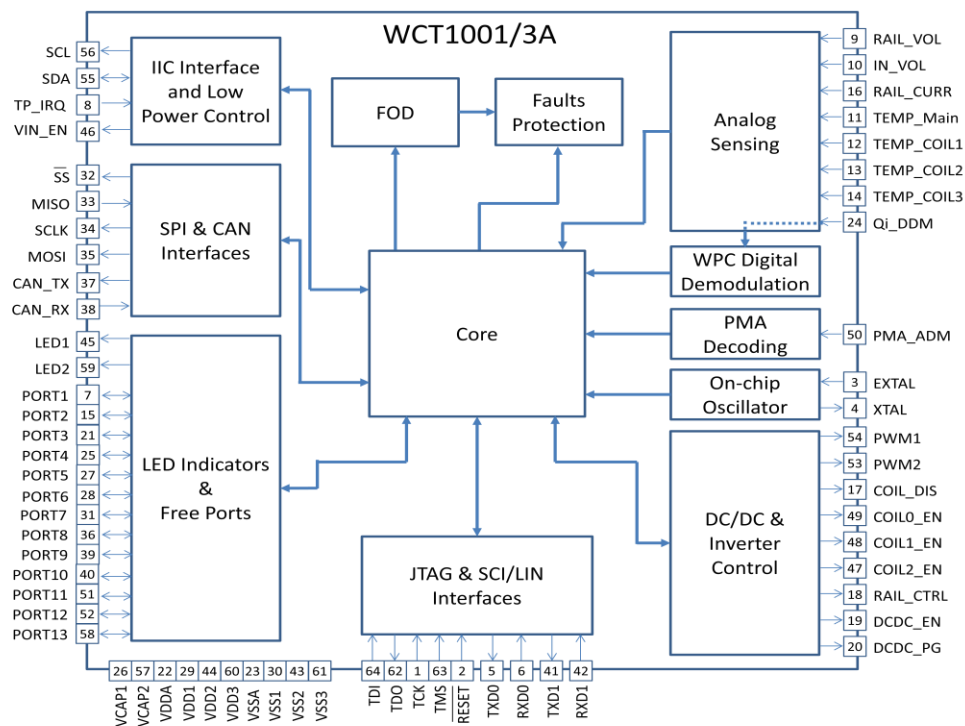 WCT1001/3A
SCL 56
SDA 55
TP_IRQ 8
VIN_EN 46
IIC Interface
and Low
Power Control
SS 32
MISO 33
SCLK 34
MOSI 35
CAN_TX 37
CAN_RX 38
SPI & CAN
Interfaces
LED1 45
LED2 59
PORT1 7
PORT2 15
PORT3 21
PORT4 25
PORT5 27
PORT6 28
PORT7 31
PORT8 36
PORT9 39
PORT10 40
PORT11 51
PORT12 52
PORT13 58
LED Indicators
&
Free Ports
FOD
Faults
Protection
Core
JTAG & SCI/LIN
Interfaces
Analog
Sensing
WPC Digital
Demodulation
PMA
Decoding
On-chip
Oscillator
DC/DC &
Inverter
Control
9 RAIL_VOL
10 IN_VOL
16 RAIL_CURR
11 TEMP_Main
12 TEMP_COIL1
13 TEMP_COIL2
14 TEMP_COIL3
24 Qi_DDM
50 PMA_ADM
3 EXTAL
4 XTAL
54 PWM1
53 PWM2
17 COIL_DIS
49 COIL0_EN
48 COIL1_EN
47 COIL2_EN
18 RAIL_CTRL
19 DCDC_EN
20 DCDC_PG
26 VCAP1
57 VCAP2
22 VDDA
29 VDD1
44 VDD2
60 VDD3
23 VSSA
30 VSS1
43 VSS2
61 VSS3
64 TDI
62 TDO
1 TCK
63 TMS
2 RESET
5 TXD0
6 RXD0
41 TXD1
42 RXD1